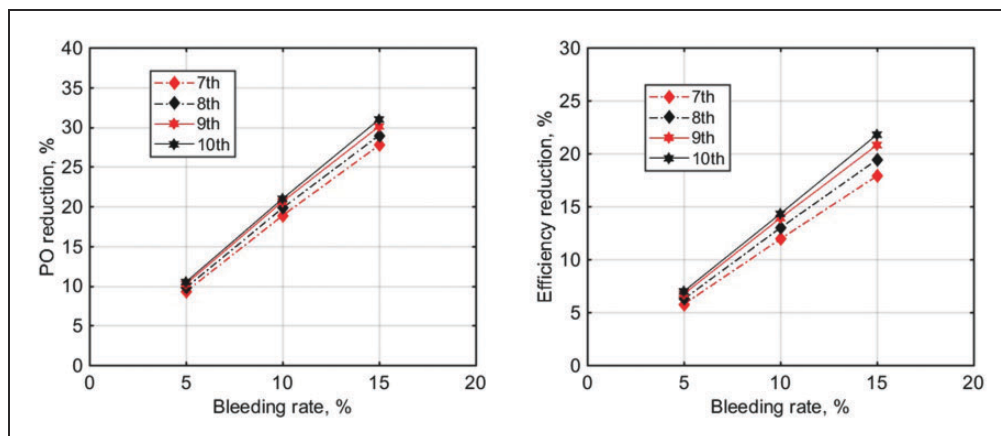 PO reduction, %
40
35
30
25
20
15
10
5
0
7th
8th
9th
10th
0 5 10 15 20
Bleeding rate, %
Efficiency reduction, %
30
25
20
15
10
5
0
7th
8th
9th
10th
0 5 10 15 20
Bleeding rate, %